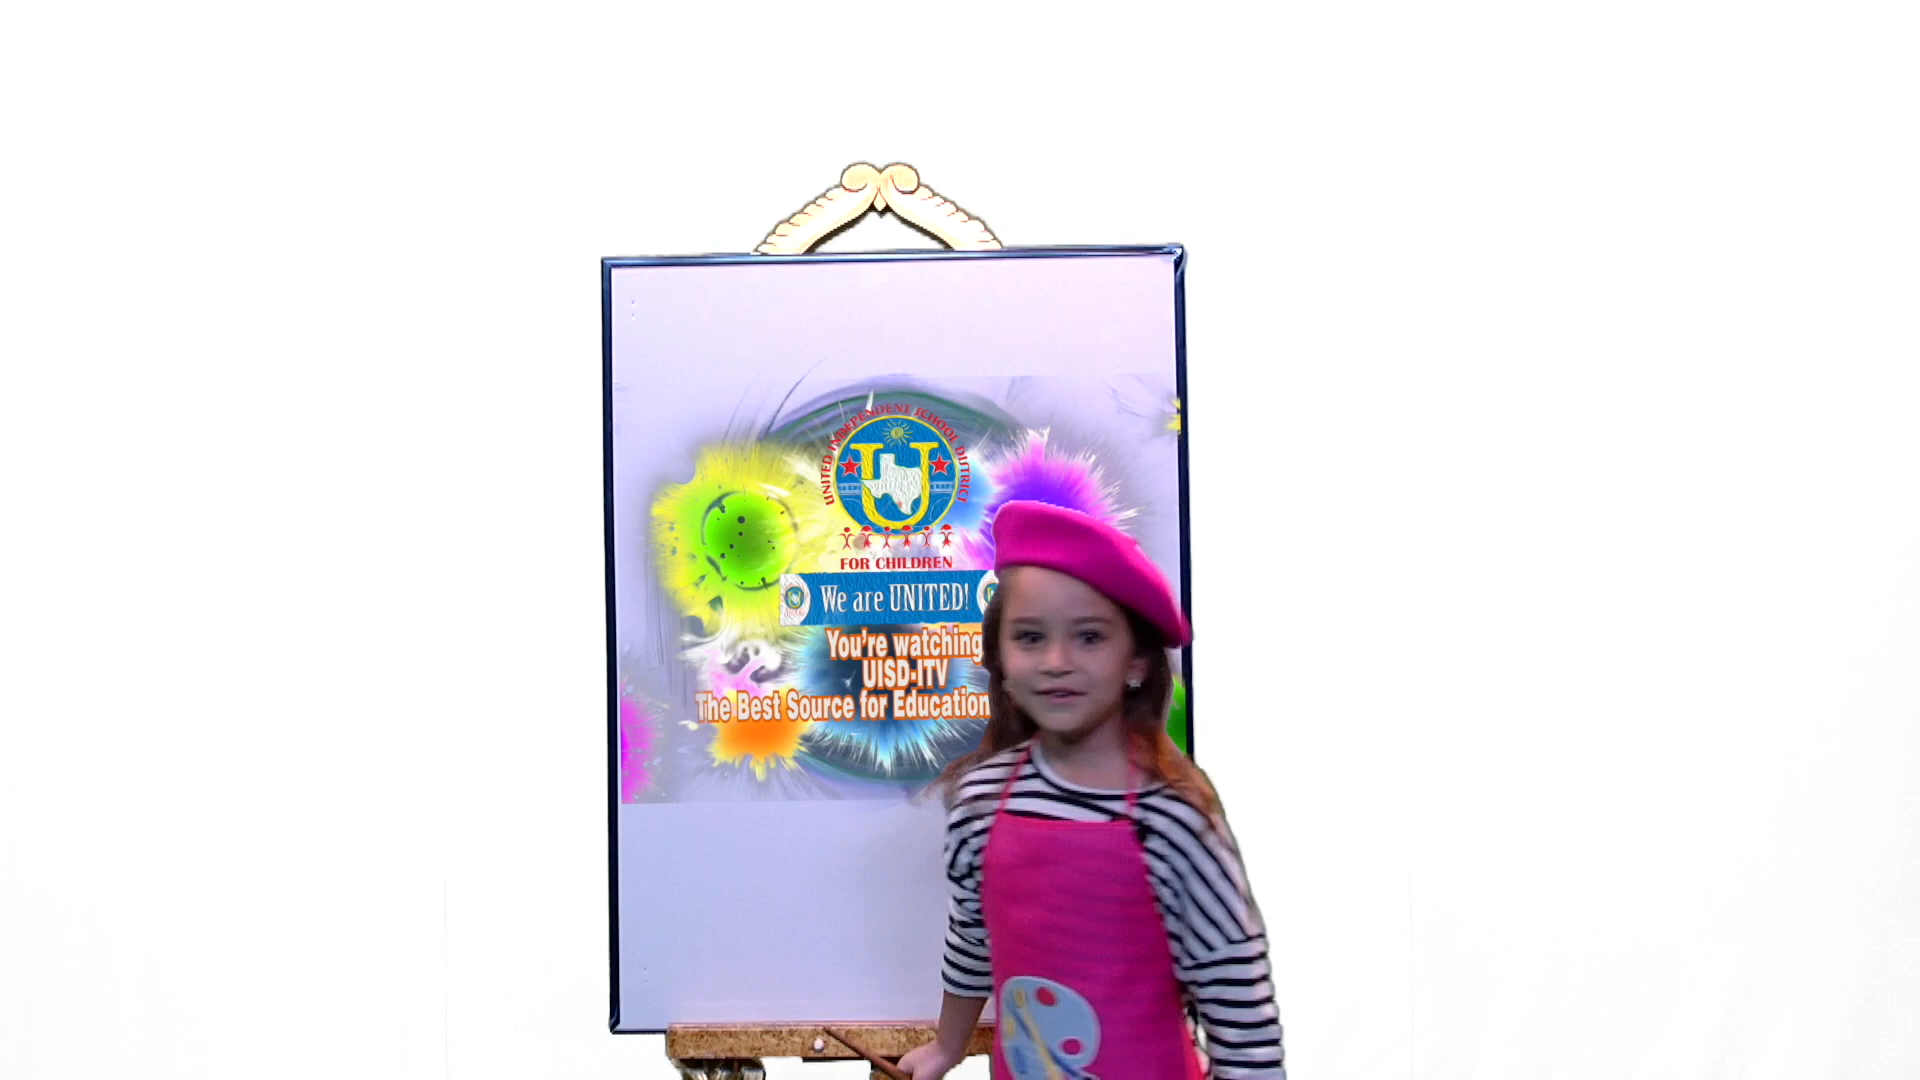 UNITED INDEPENDENT SCHOOL DISTRICT
U
FOR CHILDREN
We are UNITED!
You're watching
UISD-ITV
The Best Source for Education